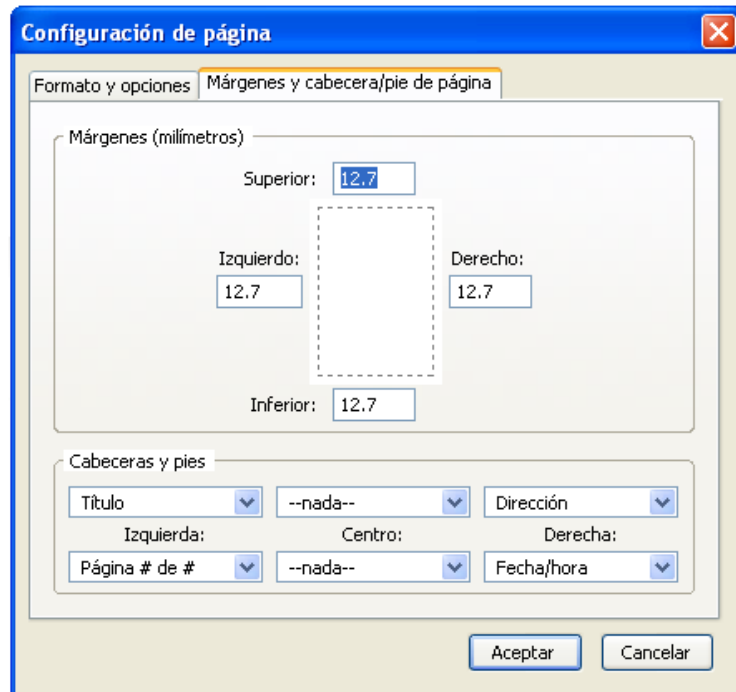 Configuración de página
Formato y opciones Márgenes y cabecera/pie de página
Márgenes (milímetros)
Superior: 12.7
Izquierdo: Derecho:
12.7 12.7
Inferior: 12.7
Cabeceras y pies
Título --nada-- Dirección
Izquierda: Centro: Derecha:
Página # de # --nada-- Fecha/hora
Aceptar Cancelar